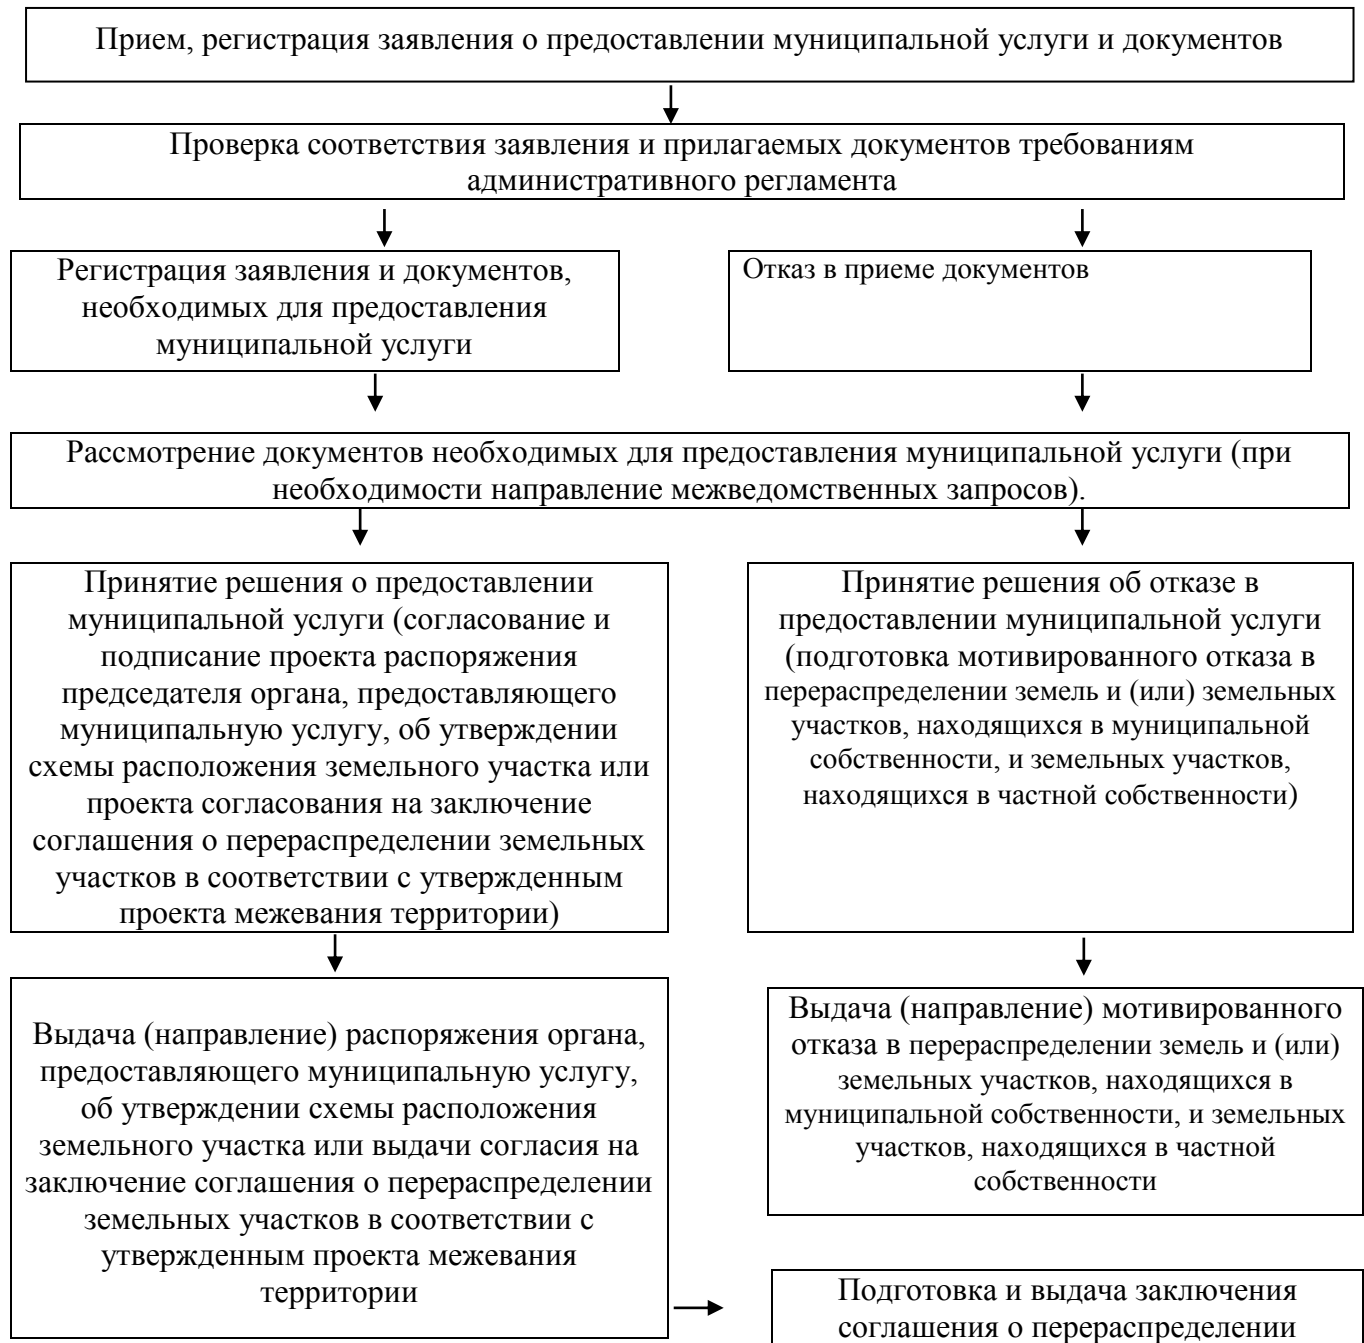 Прием, регистрация заявления о предоставлении муниципальной услуги и документов
Проверка соответствия заявления и прилагаемых документов требованиям
административного регламента
Регистрация заявления и документов,
необходимых для предоставления
муниципальной услуги
Отказ в приеме документов
Рассмотрение документов необходимых для предоставления муниципальной услуги (при
необходимости направление межведомственных запросов).
Принятие решения о предоставлении
муниципальной услуги (согласование и
подписание проекта распоряжения
председателя органа, предоставляющего
муниципальную услугу, об утверждении
схемы расположения земельного участка или
проекта согласования на заключение
соглашения о перераспределении земельных
участков в соответствии с утвержденным
проекта межевания территории)
Принятие решения об отказе в
предоставлении муниципальной услуги
(подготовка мотивированного отказа в
перераспределении земель и (или) земельных
участков, находящихся в муниципальной
собственности, и земельных участков,
находящихся в частной собственности)
Выдача (направление) распоряжения органа,
предоставляющего муниципальную услугу,
об утверждении схемы расположения
земельного участка или выдачи согласия на
заключение соглашения о перераспределении
земельных участков в соответствии с
утвержденным проекта межевания
территории
Выдача (направление) мотивированного
отказа в перераспределении земель и (или)
земельных участков, находящихся в
муниципальной собственности, и земельных
участков, находящихся в частной
собственности
Подготовка и выдача заключения
соглашения о перераспределении